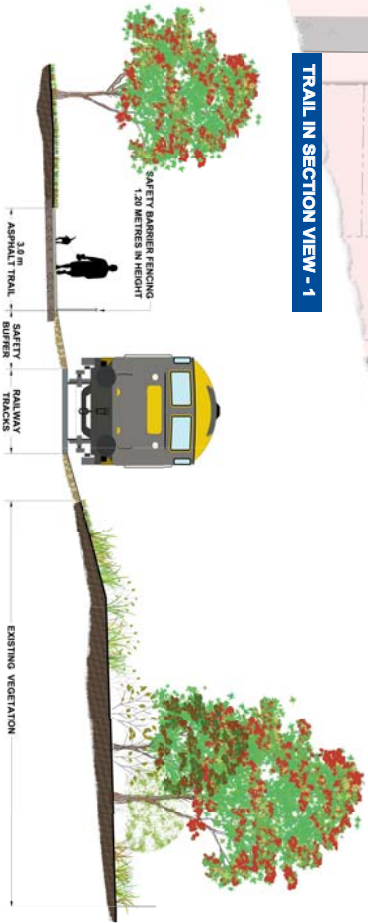 TRAIL IN SECTION VIEW - 1
SAFETY BARRIER FENCING
1.20 METRES IN HEIGHT
3.0 m
ASPHALT TRAIL
SAFETY
BUFFER
RAILWAY
TRACKS
EXISTING VEGETATON